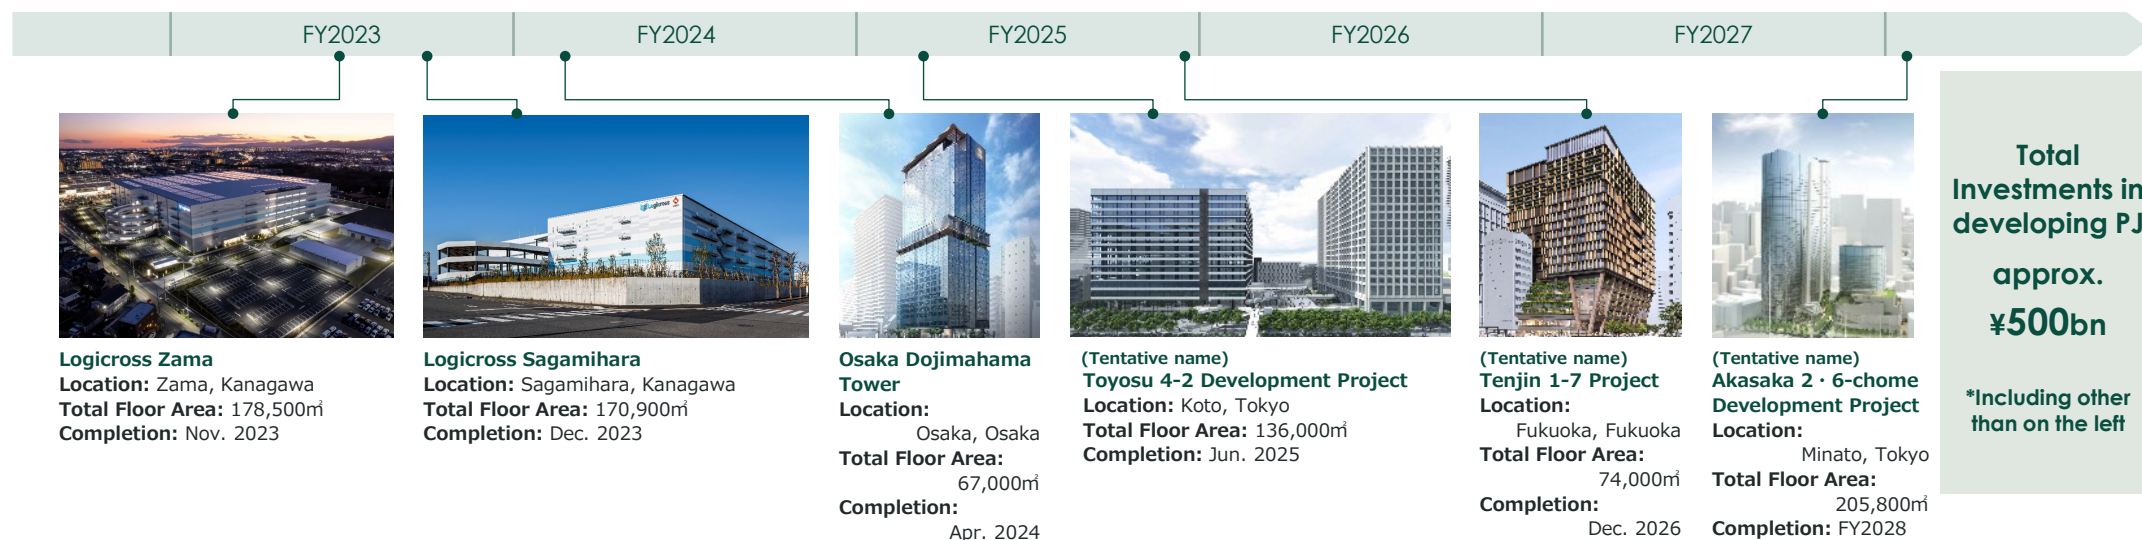 FY2023
FY2024
FY2025
FY2026
FY2027
Logicross
Logicross Zama
Location: Zama, Kanagawa
Total Floor Area: 178,500㎡
Completion: Nov. 2023
Logicross Sagamihara
Location: Sagamihara, Kanagawa
Total Floor Area: 170,900㎡
Completion: Dec. 2023
Osaka Dojimahama
Tower
Location:
Osaka, Osaka
Total Floor Area:
67,000㎡
Completion:
Apr. 2024
(Tentative name)
Toyosu 4-2 Development Project
Location: Koto, Tokyo
Total Floor Area: 136,000㎡
Completion: Jun. 2025
(Tentative name)
Tenjin 1-7 Project
Location:
Fukuoka, Fukuoka
Total Floor Area:
74,000㎡
Completion:
Dec. 2026
(Tentative name)
Akasaka 2・6-chome
Development Project
Location:
Minato, Tokyo
Total Floor Area:
205,800㎡
Completion: FY2028
Total
Investments in
developing PJ
approx.
¥500bn
*Including other
than on the left